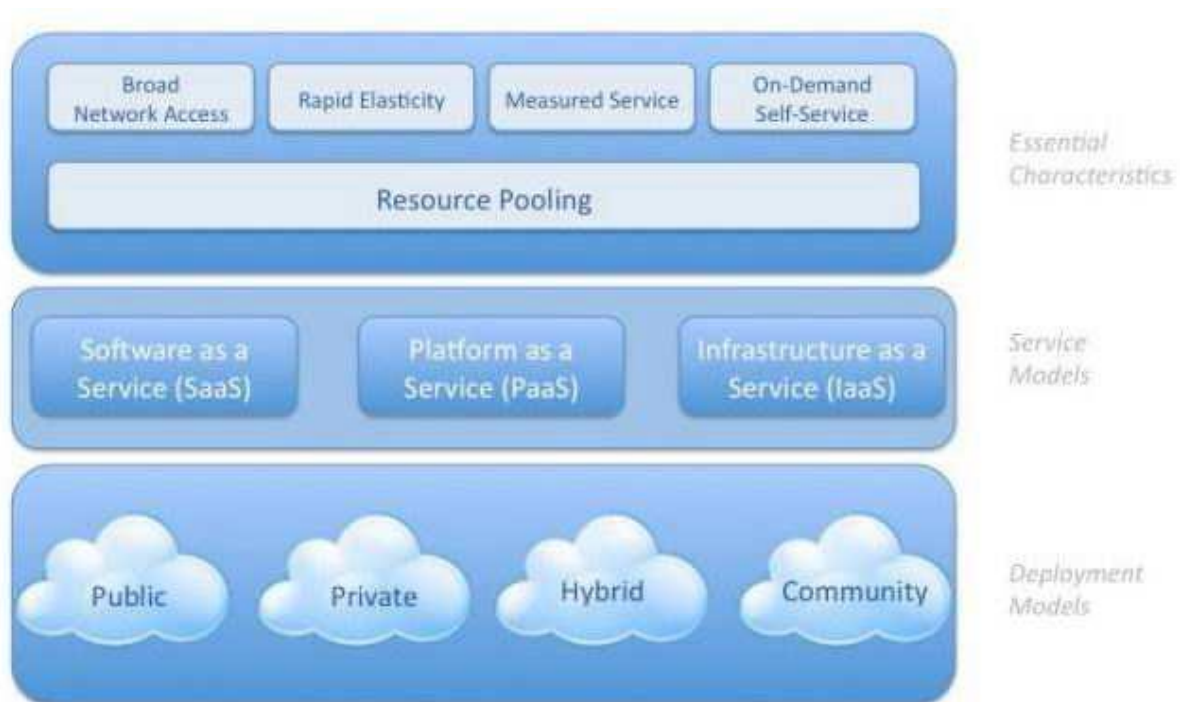 Broad
Network Access
Rapid Elasticity
Measured Service
On-Demand
Self-Service
Resource Pooling
Essential
Characteristics
Software as a
Service (SaaS)
Platform as a
Service (PaaS)
Infrastructure as a
Service (IaaS)
Service
Models
Public
Private
Hybrid
Community
Deployment
Models